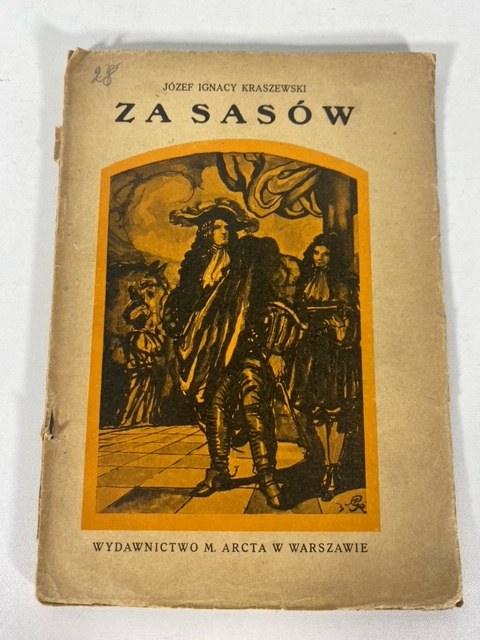 28
JÓZEF IGNACY KRASZEWSKI
ZA SASÓW
WYDAWNICTWO M. ARCTA W WARSZAWIE